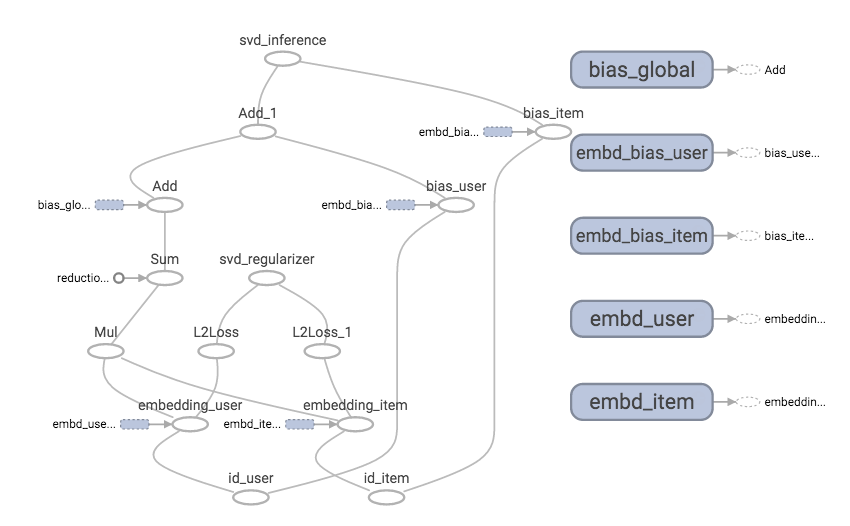 svd_inference
bias_global
Add
Add_1
bias_item
embd_bia...
embd_bias_user
bias_use...
Add
bias_user
bias_glo...
embd_bia...
embd_bias_item
bias_ite...
Sum
svd_regularizer
reductio...
embd_user
embeddin...
Mul
L2Loss
L2Loss_1
embd_item
embeddin...
embedding_user
embedding_item
embd_use...
embd_ite...
id_user
id_item